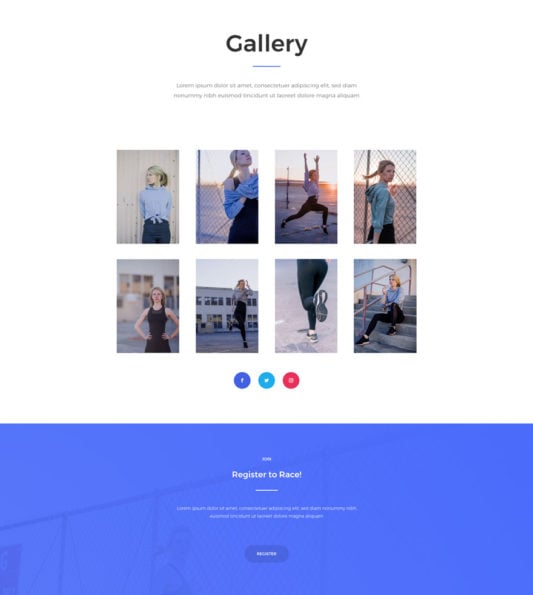 Gallery
Lorem ipsum dolor sit amet, consectetuer adipiscing elit, sed diam
nonummy nibh euismod tincidunt ut laoreet dolore magna aliquam
JOIN
Register to Race!
Lorem ipsum dolor sit amet, consectetuer adipiscing elit, sed diam nonummy nibh
euismod tincidunt ut laoreet dolore magna aliquam
REGISTER